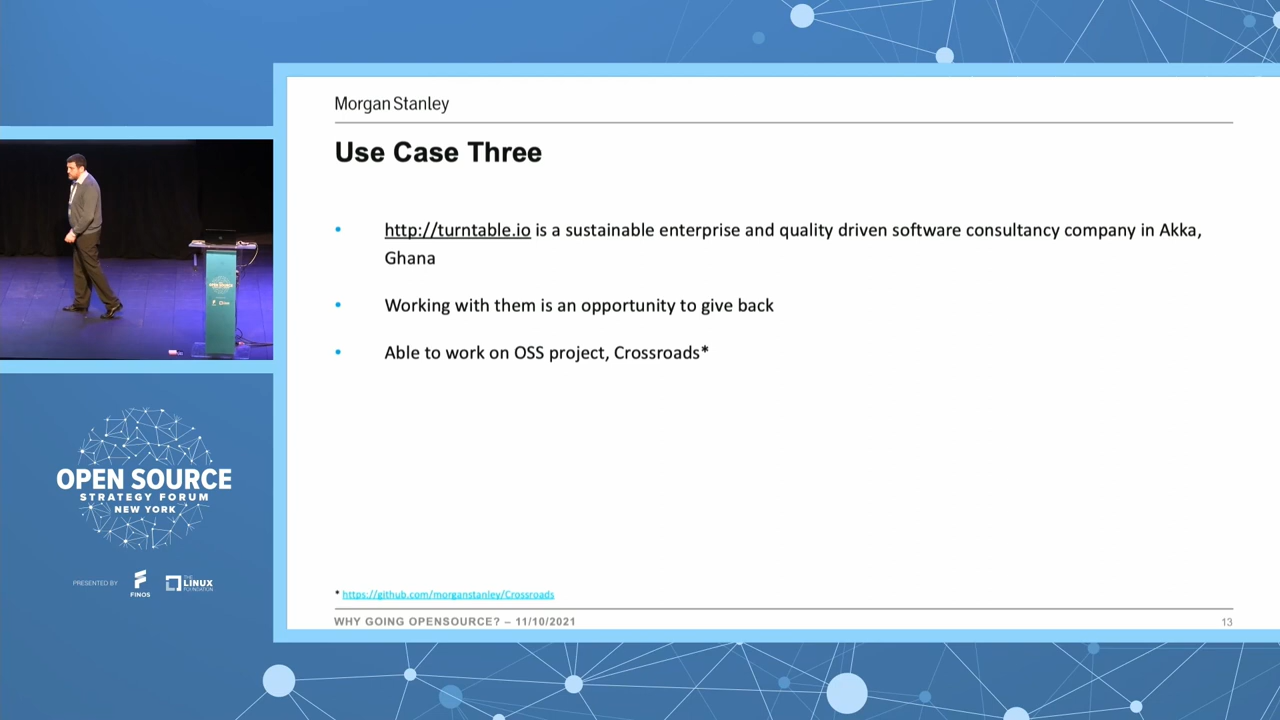 Morgan Stanley
Use Case Three
• http://turntable.io is a sustainable enterprise and quality driven software consultancy company in Akka,
Ghana
• Working with them is an opportunity to give back
• Able to work on OSS project, Crossroads*
* https://github.com/morganstanley/Crossroads
WHY GOING OPENSOURCE? – 11/10/2021
13
OPEN SOURCE
STRATEGY FORUM
NEW YORK
PRESENTED BY
FINOS
THE
LINUX
FOUNDATION